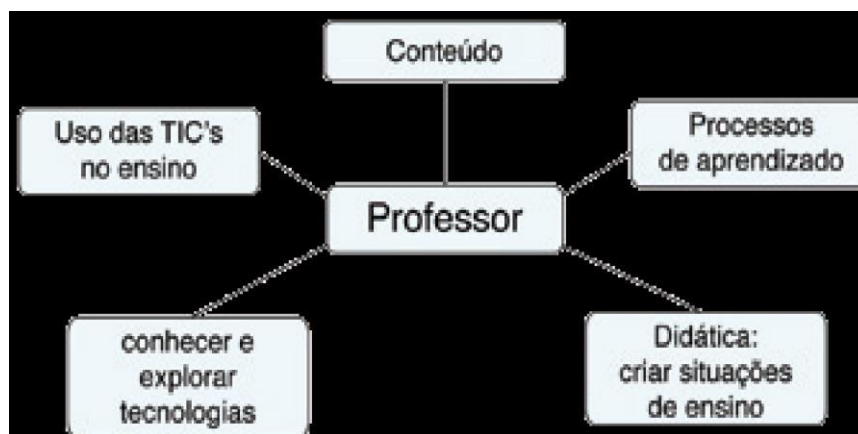 Conteúdo
Uso das TIC's
no ensino
Processos
de aprendizado
Professor
conhecer e
explorar
tecnologias
Didática:
criar situações
de ensino